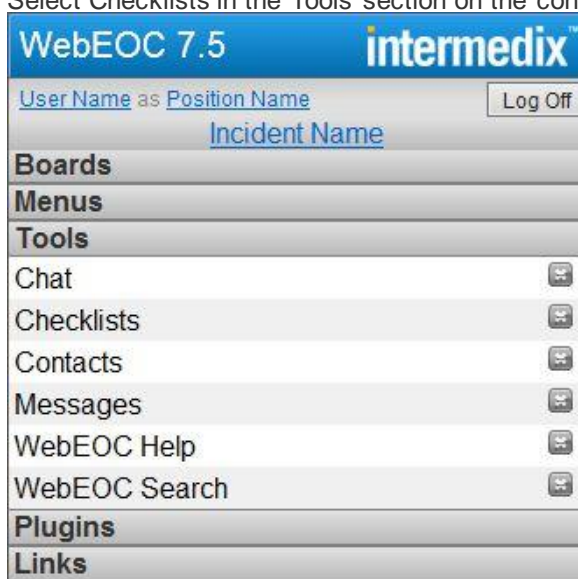 Select Checklists in the Tools section on the con
WebEOC 7.5 intermedix™
User Name as Position Name Log Off
Incident Name
Boards
Menus
Tools
Chat
Checklists
Contacts
Messages
WebEOC Help
WebEOC Search
Plugins
Links